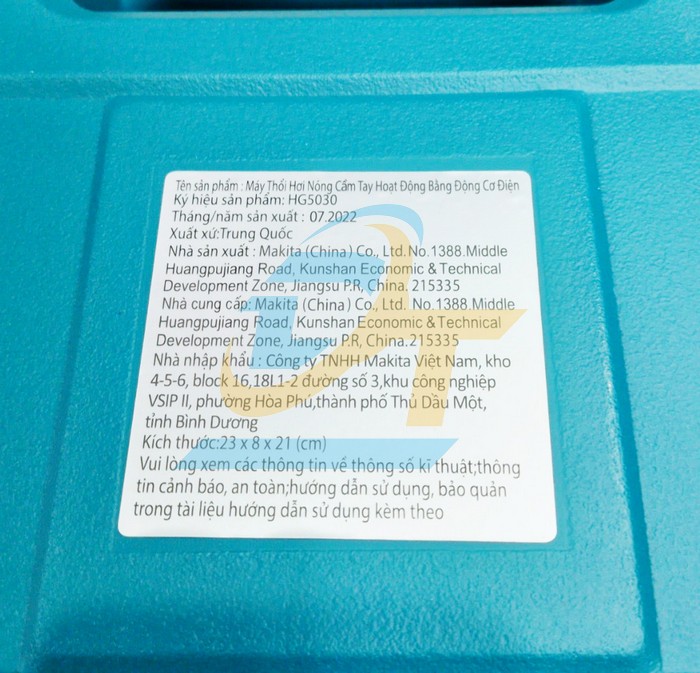 Tên sản phẩm : Máy Thổi Hơi Nóng Cầm Tay Hoạt Động Bằng Động Cơ Điện
Ký hiệu sản phẩm: HG5030
Tháng/năm sản xuất : 07.2022
Xuất xứ:Trung Quốc
Nhà sản xuất : Makita (China) Co., Ltd. No.1388.Middle
Huangpujiang Road, Kunshan Economic & Technical
Development Zone, Jiangsu P.R, China. 215335
Nhà cung cấp: Makita (China) Co., Ltd. No.1388.Middle
Huangpujiang Road, Kunshan Economic & Technical
Development Zone, Jiangsu P.R, China.215335
Nhà nhập khẩu : Công ty TNHH Makita Việt Nam, kho
4-5-6, block 16,18L1-2 đường số 3,khu công nghiệp
VSIP II, phường Hòa Phú,thành phố Thủ Dầu Một,
tỉnh Bình Dương
Kích thước:23 x 8 x 21 (cm)
Vui lòng xem các thông tin về thông số kĩ thuật;thông
tin cảnh báo, an toàn;hướng dẫn sử dụng, bảo quản
trong tài liệu hướng dẫn sử dụng kèm theo